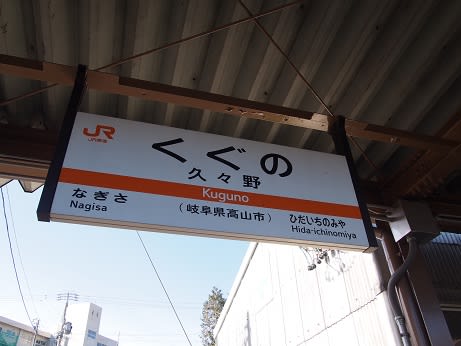 JR
JR東海
くぐの
久々野
Kuguno
なぎさ
Nagisa
(岐阜県高山市)
ひだいちのみや
Hida-ichinomiya